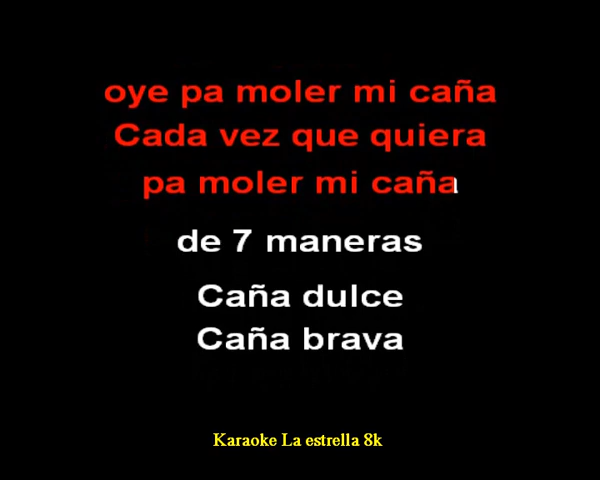 oye pa moler mi caña
Cada vez que quiera
pa moler mi caña
de 7 maneras
Caña dulce
Caña brava
Karaoke La estrella 8k